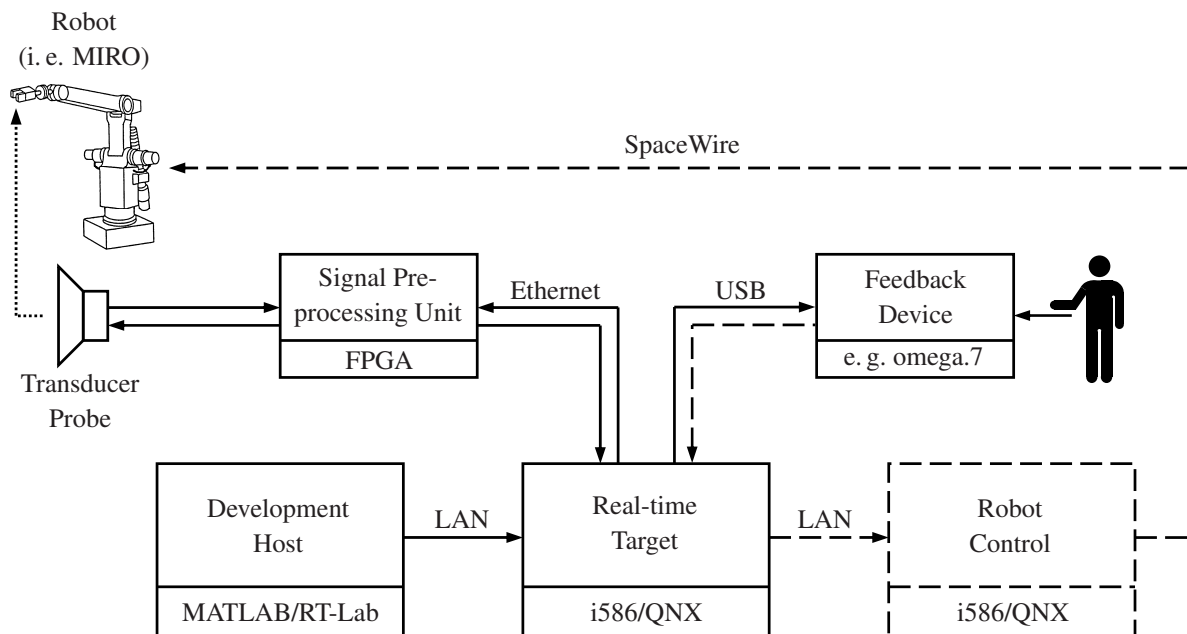 Robot
(i. e. MIRO)
SpaceWire
Signal Pre-
processing Unit
FPGA
Ethernet
USB
Feedback
Device
e. g. omega.7
Transducer
Probe
Development
Host
MATLAB/RT-Lab
LAN
Real-time
Target
i586/QNX
LAN
Robot
Control
i586/QNX